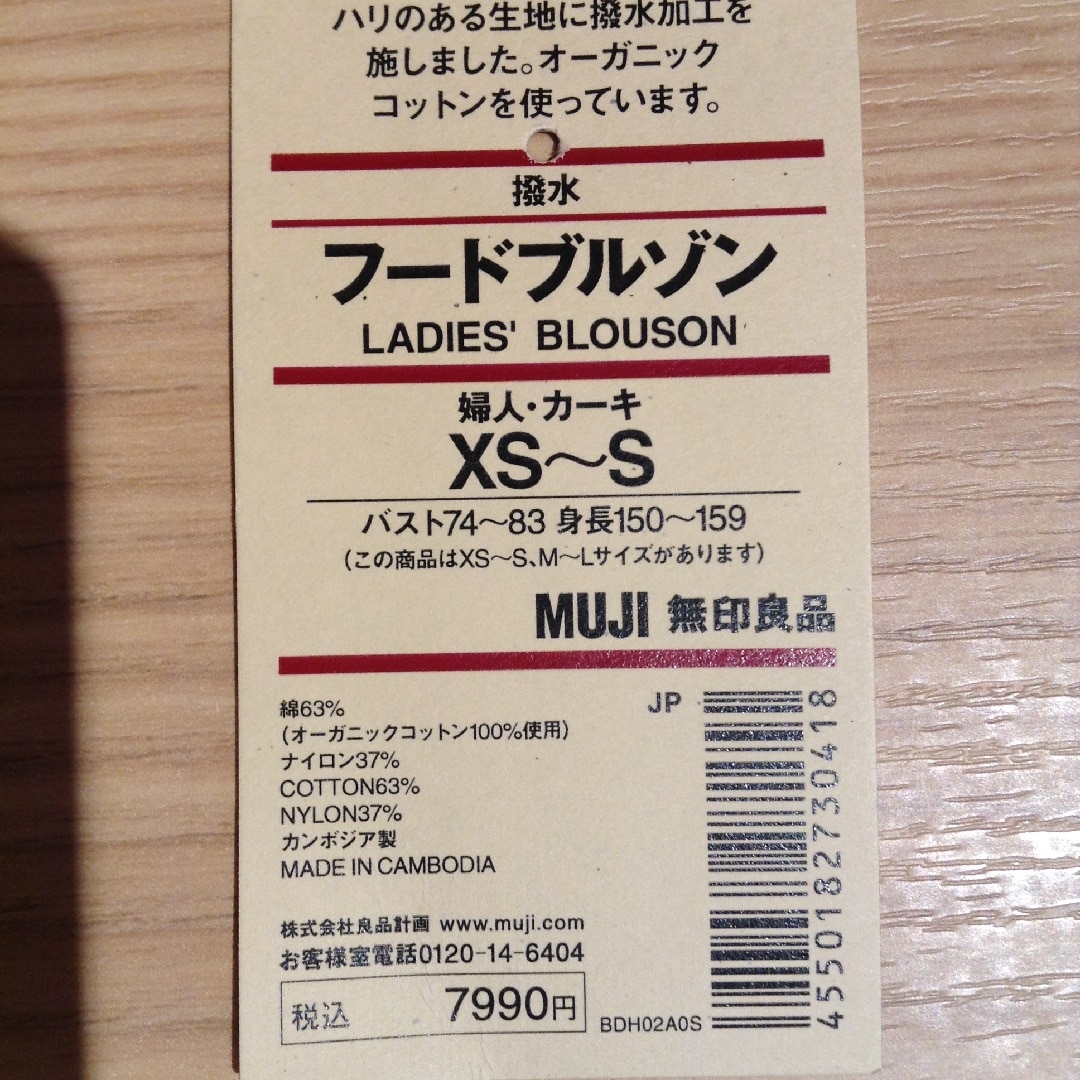 ハリのある生地に撥水加工を
施しました。オーガニック
コットンを使っています。
撥水
フードブルゾン
LADIES' BLOUSON
婦人・カーキ
XS〜S
バスト74〜83 身長150〜159
(この商品はXS〜S、M〜Lサイズがあります)
MUJI 無印良品
綿63%
(オーガニックコットン100%使用)
ナイロン37%
COTTON63%
NYLON37%
カンボジア製
MADE IN CAMBODIA
株式会社良品計画 www.muji.com
お客様室電話0120-14-6404
税込 7990円
JP
4550182730418
BDH02A0S